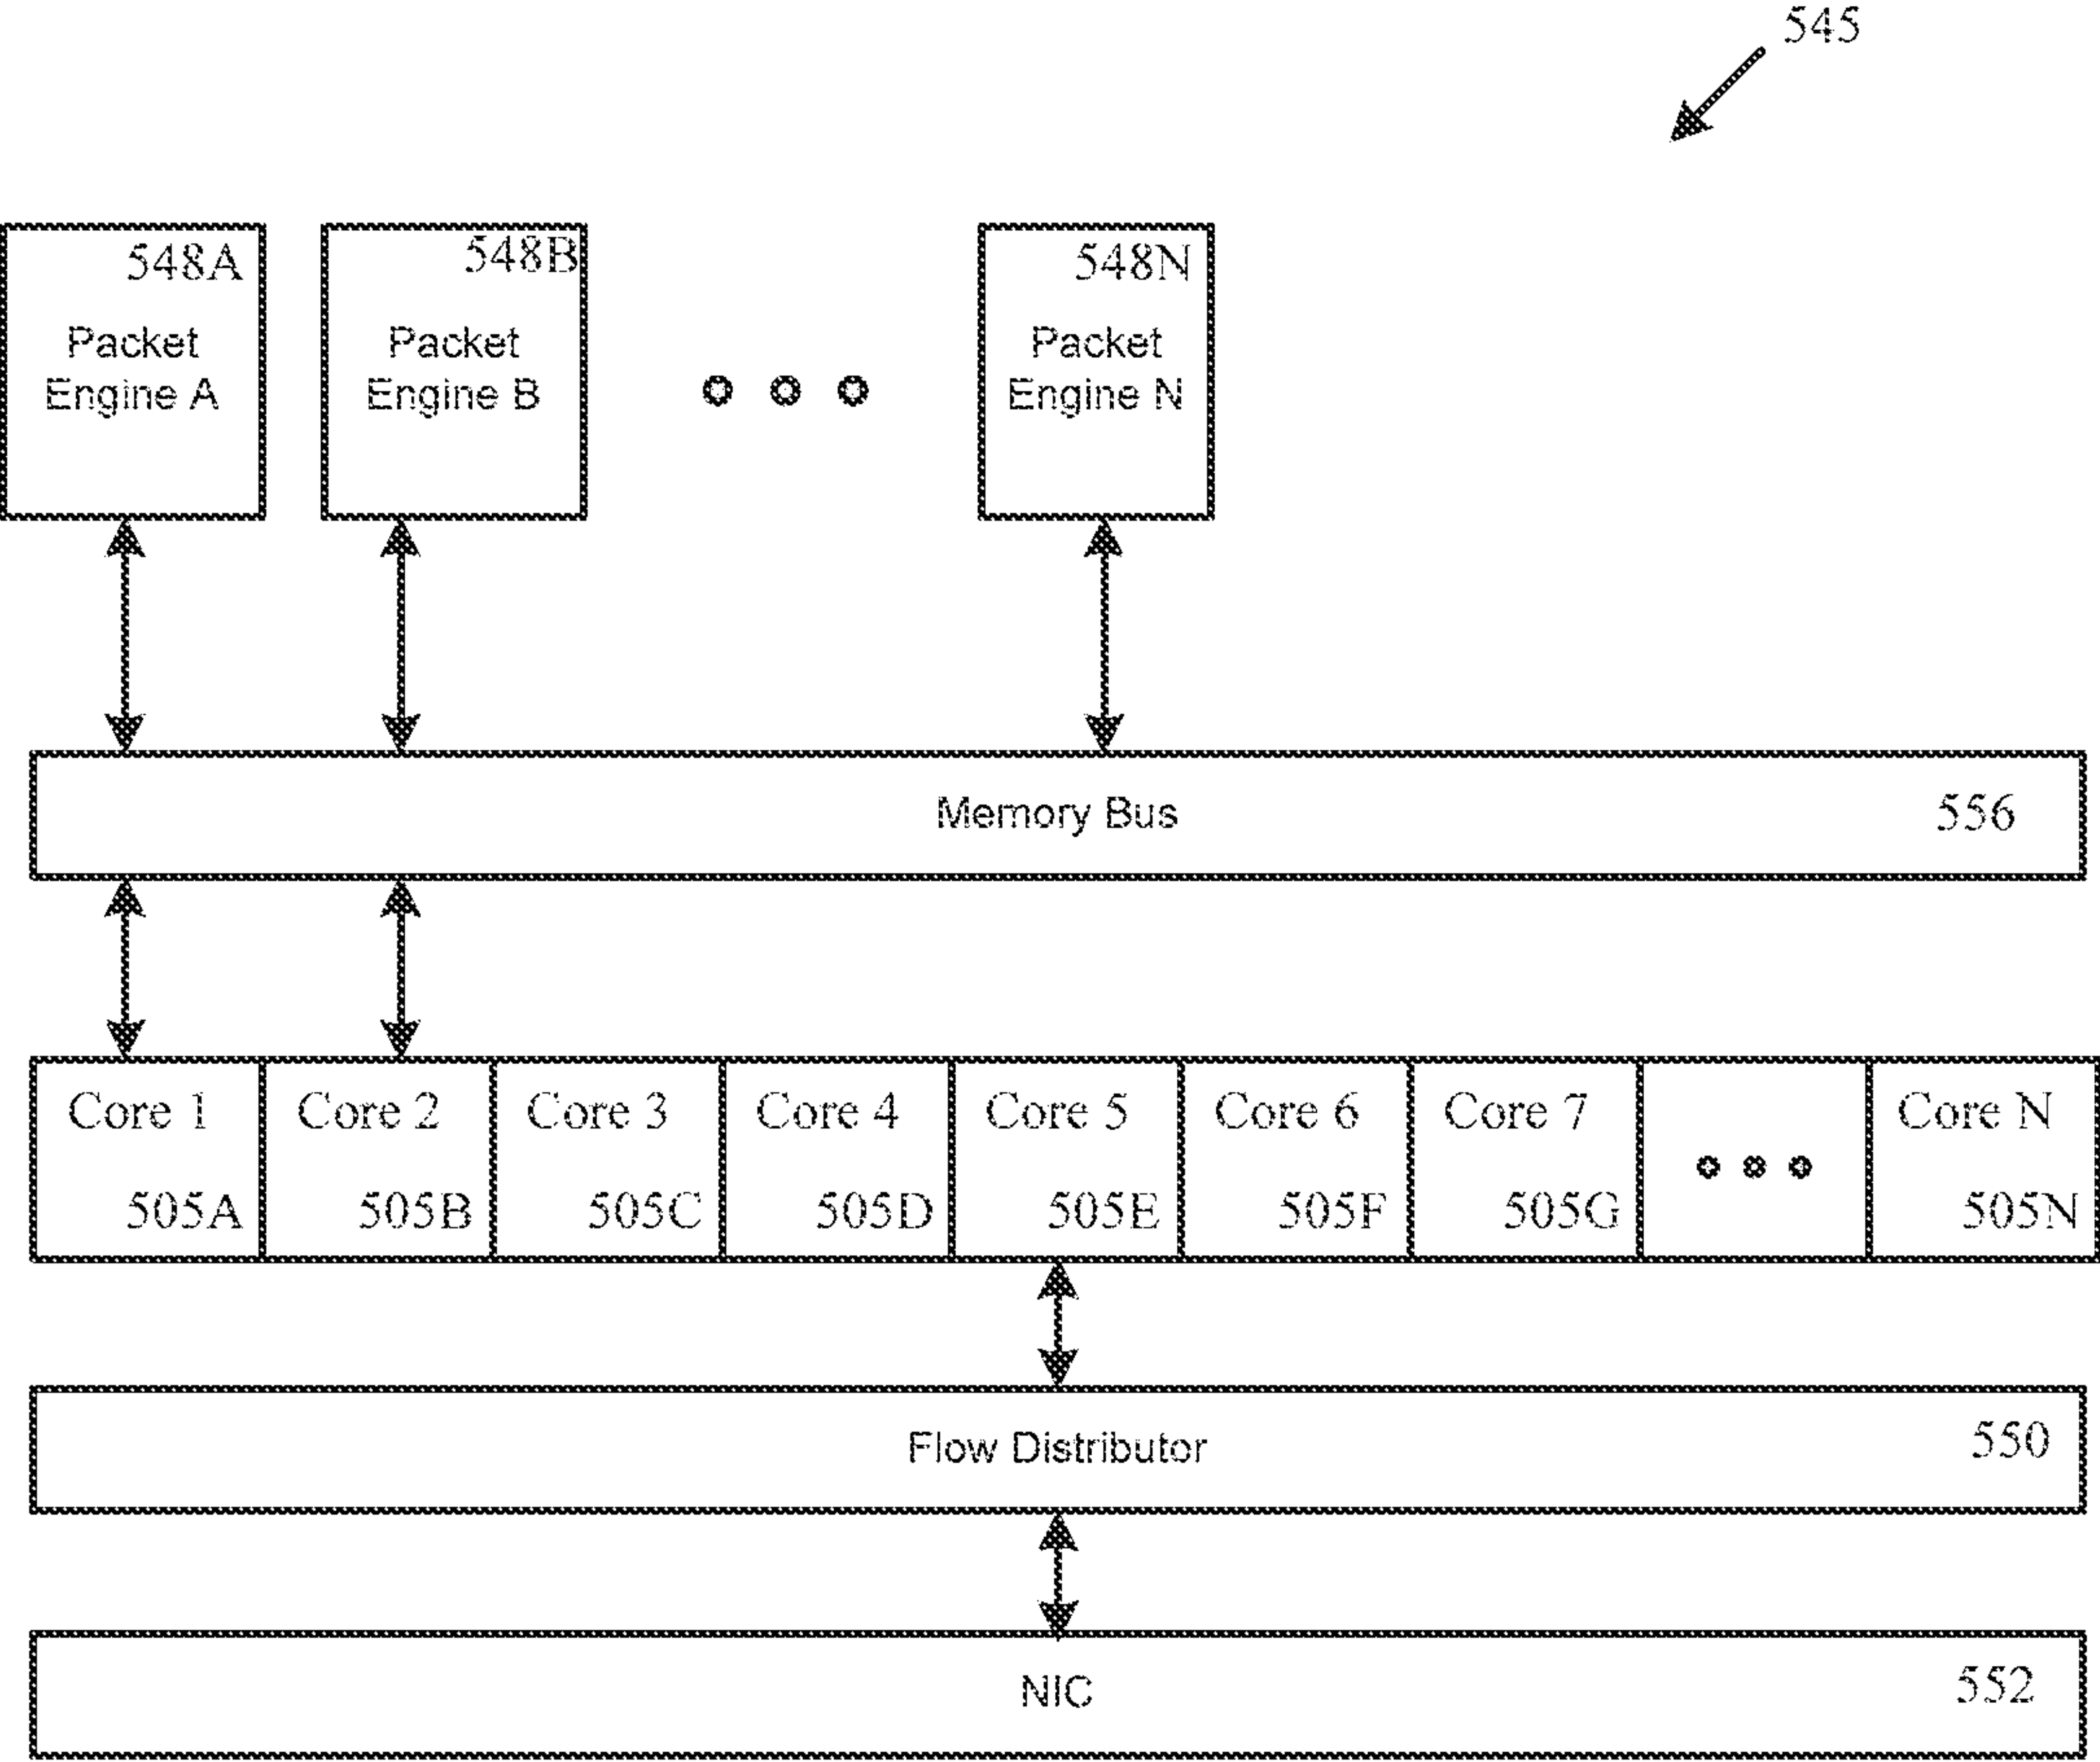 545
548A
Packet
Engine A
548B
Packet
Engine B
548N
Packet
Engine N
Memory Bus
556
Core 1
505A
Core 2
505B
Core 3
505C
Core 4
505D
Core 5
505E
Core 6
505F
Core 7
505G
Core N
505N
Flow Distributor
550
NIC
552